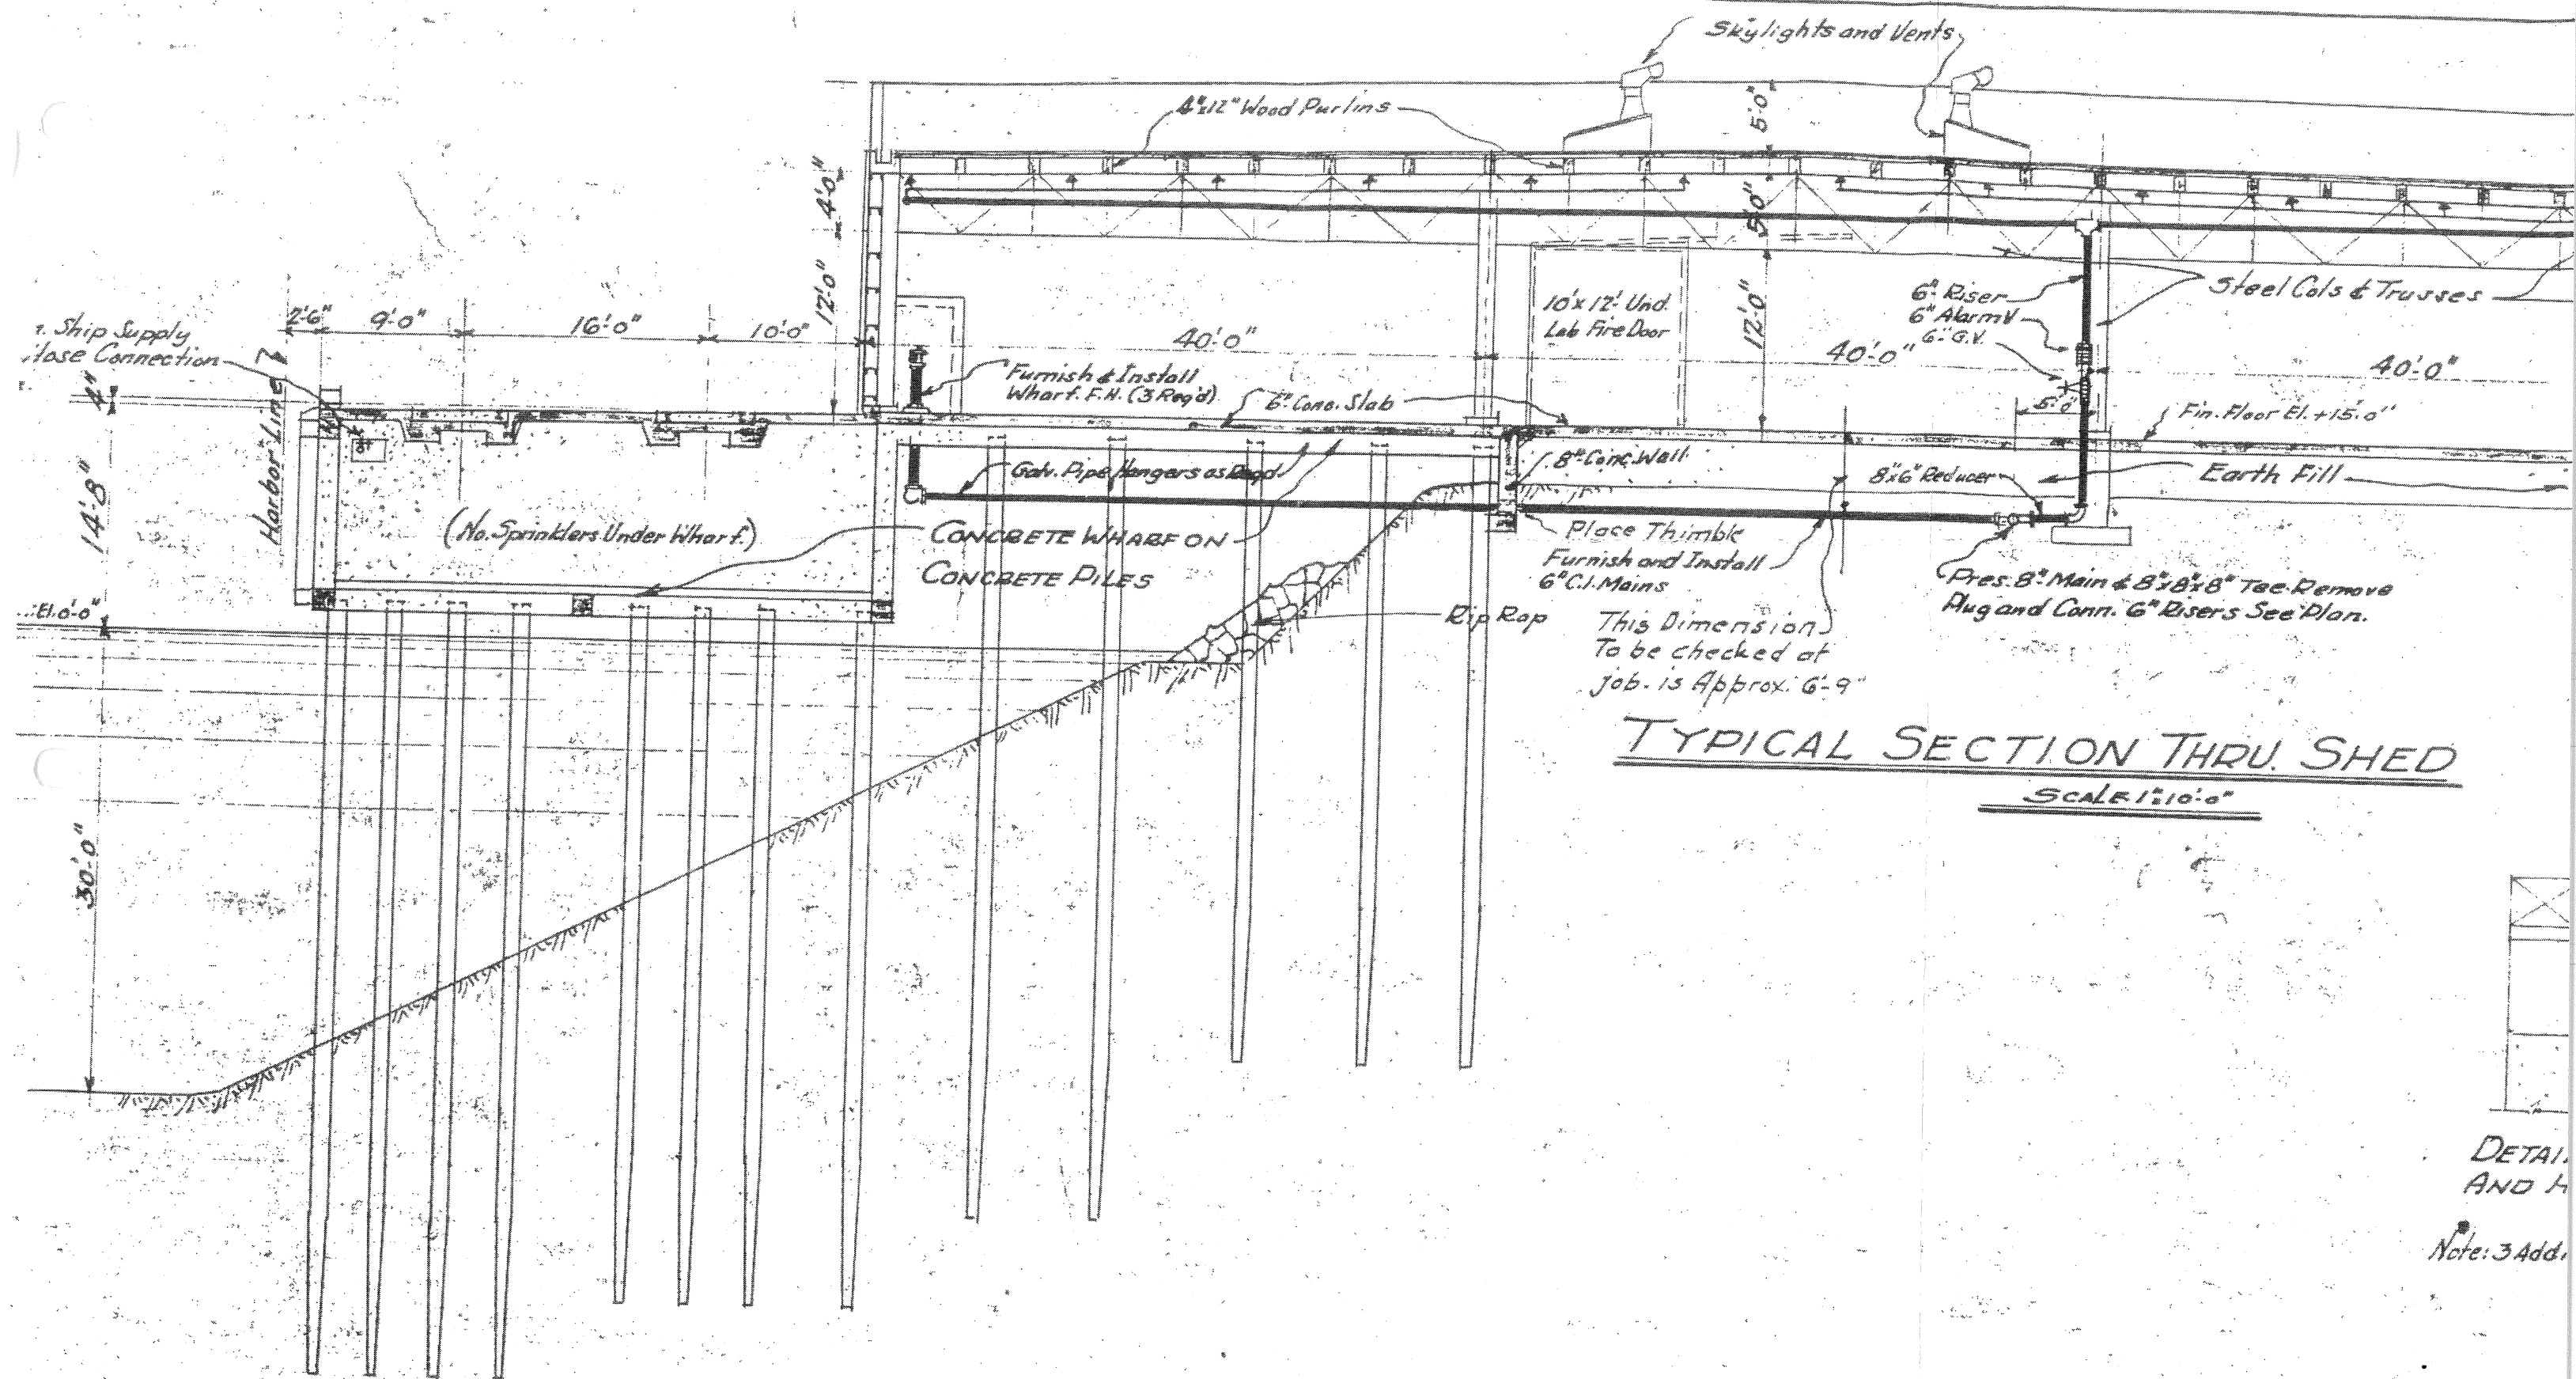 Skylights and Vents
4"x12" Wood Purlins
5'-0"
4'-0"
5'-0"
12'-0"
12'-0"
Ship Supply
Hose Connection
2'-6"
9'-0"
16'-0"
10'-0"
40'-0"
40'-0"
40'-0"
10'x12' Und.
Lab Fire Door
6" Riser
6" Alarm V
6" G.V.
Steel Cols & Trusses
Harbor Line
4"
14'-8"
Furnish & Install
Wharf. F.H. (3 Req'd)
6" Conc. Slab
5'-0"
Fin. Floor El. +15.0'
Galv. Pipe Hangers as Reqd
8" Conc. Wall
8"x6" Reducer
Earth Fill
(No. Sprinklers Under Wharf.)
CONCRETE WHARF ON
CONCRETE PILES
Place Thimble
Furnish and Install
6" C.I. Mains
Pres. 8" Main & 8"x8"x8" Tee. Remove
Plug and Conn. 6" Risers See Plan.
El. 0'-0"
Rip Rap
This Dimension
To be checked at
job. is Approx. 6'-9"
30'-0"
TYPICAL SECTION THRU. SHED
SCALE 1"=10'-0"
DETAI
AND H
Note: 3 Addi